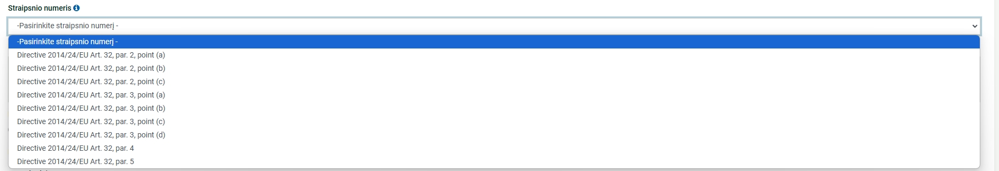 Straipsnio numeris
-Pasirinkite straipsnio numerį -
-Pasirinkite straipsnio numerį -
Directive 2014/24/EU Art. 32, par. 2, point (a)
Directive 2014/24/EU Art. 32, par. 2, point (b)
Directive 2014/24/EU Art. 32, par. 2, point (c)
Directive 2014/24/EU Art. 32, par. 3, point (a)
Directive 2014/24/EU Art. 32, par. 3, point (b)
Directive 2014/24/EU Art. 32, par. 3, point (c)
Directive 2014/24/EU Art. 32, par. 3, point (d)
Directive 2014/24/EU Art. 32, par. 4
Directive 2014/24/EU Art. 32, par. 5